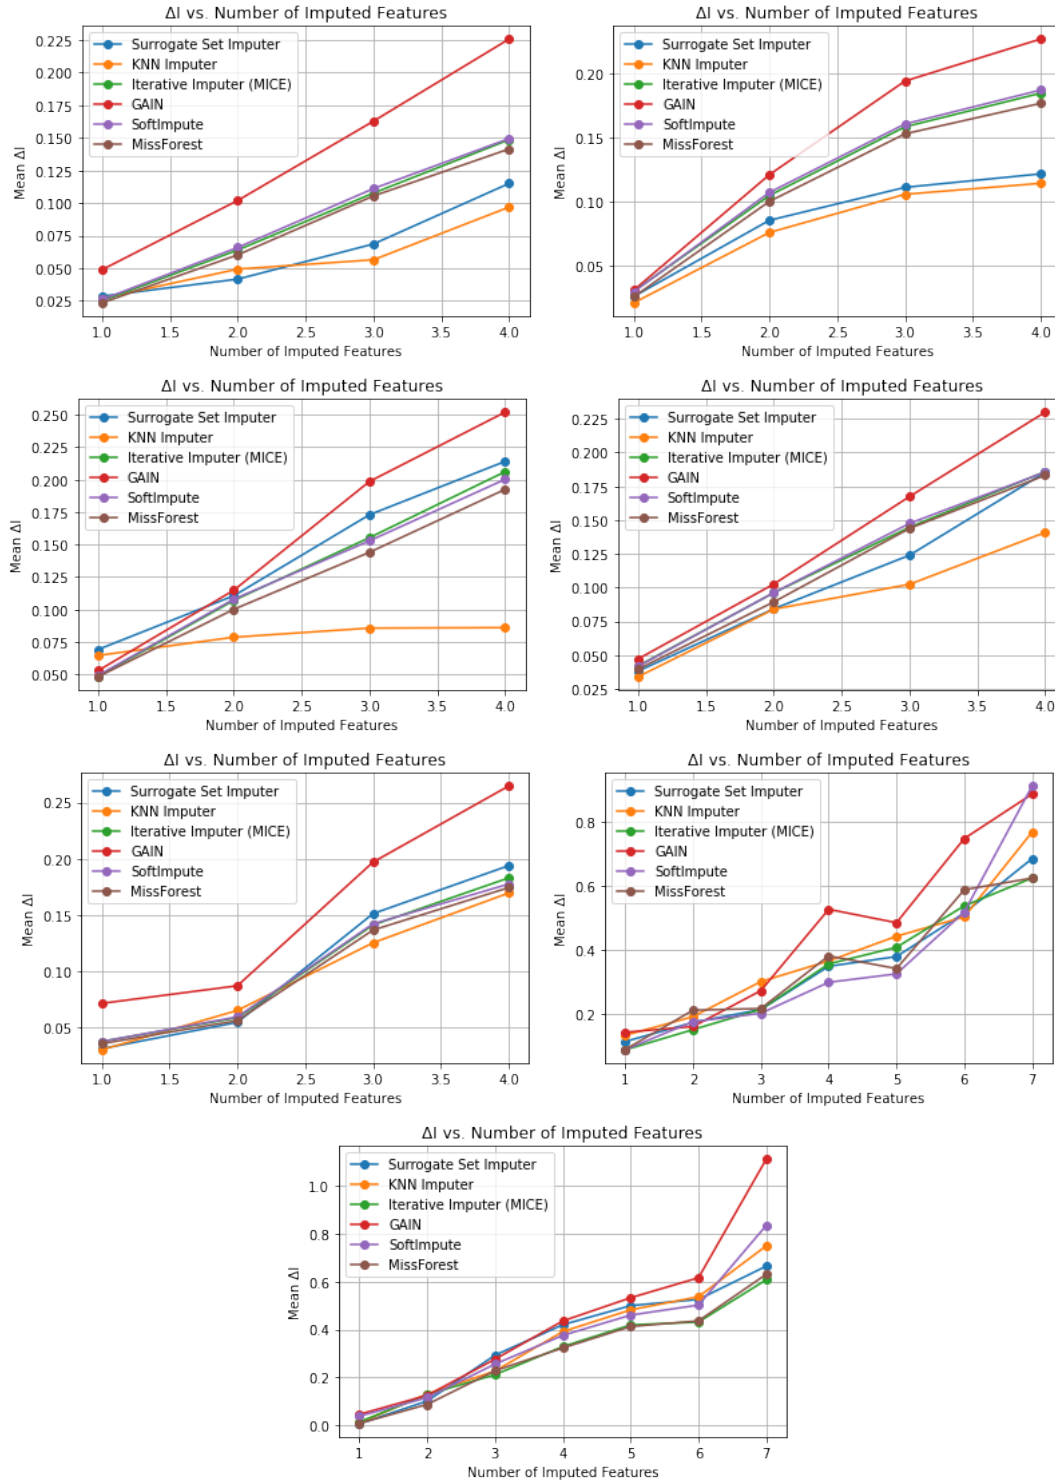 ΔI vs. Number of Imputed Features
Mean ΔI
0.225
0.200
0.175
0.150
0.125
0.100
0.075
0.050
0.025
Surrogate Set Imputer
KNN Imputer
Iterative Imputer (MICE)
GAIN
SoftImpute
MissForest
1.0 1.5 2.0 2.5 3.0 3.5 4.0
Number of Imputed Features
ΔI vs. Number of Imputed Features
Mean ΔI
0.20
0.15
0.10
0.05
Surrogate Set Imputer
KNN Imputer
Iterative Imputer (MICE)
GAIN
SoftImpute
MissForest
1.0 1.5 2.0 2.5 3.0 3.5 4.0
Number of Imputed Features
ΔI vs. Number of Imputed Features
Mean ΔI
0.250
0.225
0.200
0.175
0.150
0.125
0.100
0.075
0.050
Surrogate Set Imputer
KNN Imputer
Iterative Imputer (MICE)
GAIN
SoftImpute
MissForest
1.0 1.5 2.0 2.5 3.0 3.5 4.0
Number of Imputed Features
ΔI vs. Number of Imputed Features
Mean ΔI
0.225
0.200
0.175
0.150
0.125
0.100
0.075
0.050
0.025
Surrogate Set Imputer
KNN Imputer
Iterative Imputer (MICE)
GAIN
SoftImpute
MissForest
1.0 1.5 2.0 2.5 3.0 3.5 4.0
Number of Imputed Features
ΔI vs. Number of Imputed Features
Mean ΔI
0.25
0.20
0.15
0.10
0.05
Surrogate Set Imputer
KNN Imputer
Iterative Imputer (MICE)
GAIN
SoftImpute
MissForest
1.0 1.5 2.0 2.5 3.0 3.5 4.0
Number of Imputed Features
ΔI vs. Number of Imputed Features
Mean ΔI
0.8
0.6
0.4
0.2
Surrogate Set Imputer
KNN Imputer
Iterative Imputer (MICE)
GAIN
SoftImpute
MissForest
1 2 3 4 5 6 7
Number of Imputed Features
ΔI vs. Number of Imputed Features
Mean ΔI
1.0
0.8
0.6
0.4
0.2
0.0
Surrogate Set Imputer
KNN Imputer
Iterative Imputer (MICE)
GAIN
SoftImpute
MissForest
1 2 3 4 5 6 7
Number of Imputed Features